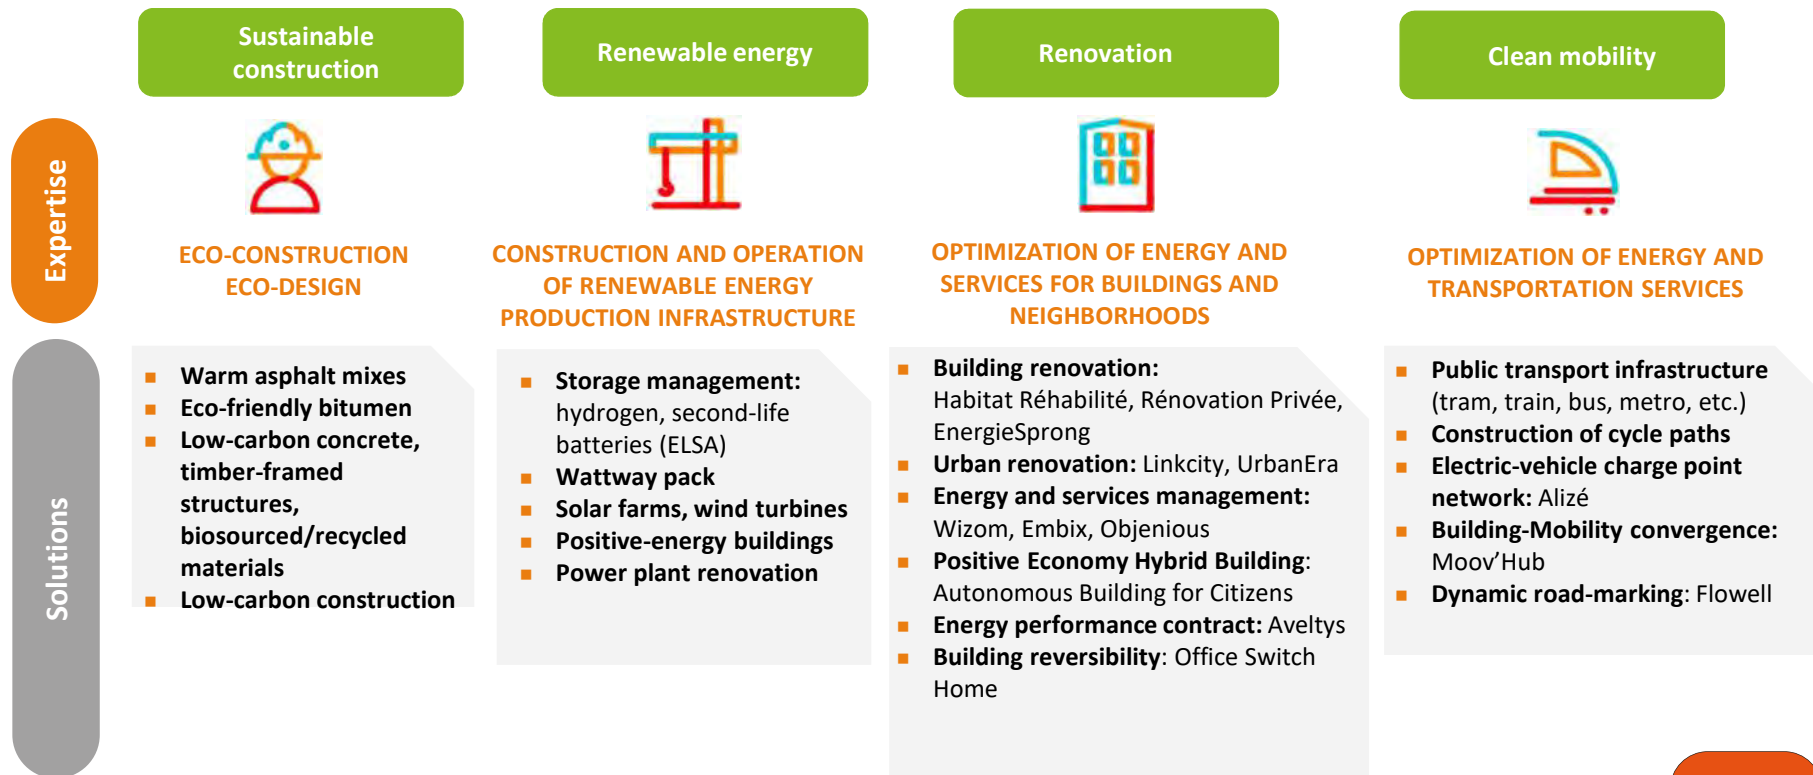 Sustainable
construction
Renewable energy
Renovation
Clean mobility
Expertise
ECO-CONSTRUCTION
ECO-DESIGN
CONSTRUCTION AND OPERATION
OF RENEWABLE ENERGY
PRODUCTION INFRASTRUCTURE
OPTIMIZATION OF ENERGY AND
SERVICES FOR BUILDINGS AND
NEIGHBORHOODS
OPTIMIZATION OF ENERGY AND
TRANSPORTATION SERVICES
Solutions
▪ Warm asphalt mixes
▪ Eco-friendly bitumen
▪ Low-carbon concrete,
timber-framed
structures,
biosourced/recycled
materials
▪ Low-carbon construction
▪ Storage management:
hydrogen, second-life
batteries (ELSA)
▪ Wattway pack
▪ Solar farms, wind turbines
▪ Positive-energy buildings
▪ Power plant renovation
▪ Building renovation:
Habitat Réhabilité, Rénovation Privée,
EnergieSprong
▪ Urban renovation: Linkcity, UrbanEra
▪ Energy and services management:
Wizom, Embix, Objenious
▪ Positive Economy Hybrid Building:
Autonomous Building for Citizens
▪ Energy performance contract: Aveltys
▪ Building reversibility: Office Switch
Home
▪ Public transport infrastructure
(tram, train, bus, metro, etc.)
▪ Construction of cycle paths
▪ Electric-vehicle charge point
network: Alizé
▪ Building-Mobility convergence:
Moov’Hub
▪ Dynamic road-marking: Flowell